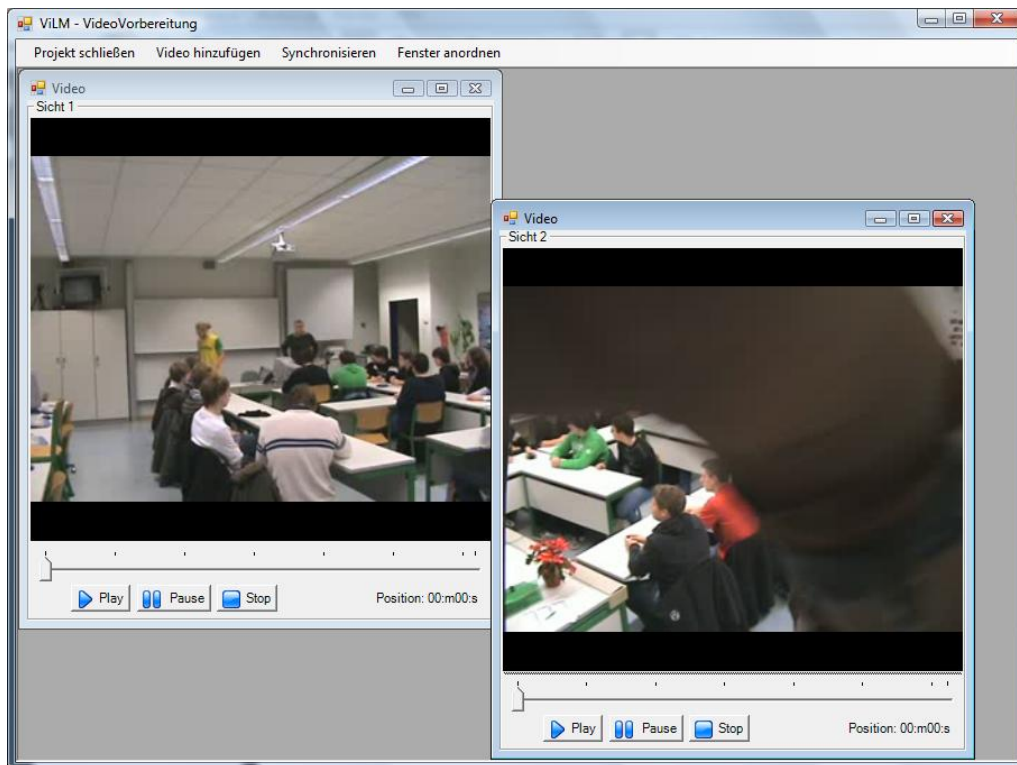 ViLM - VideoVorbereitung
Projekt schließen Video hinzufügen Synchronisieren Fenster anordnen
Video
Sicht 1
Play Pause Stop Position: 00:m00:s
Video
Sicht 2
Play Pause Stop Position: 00:m00:s